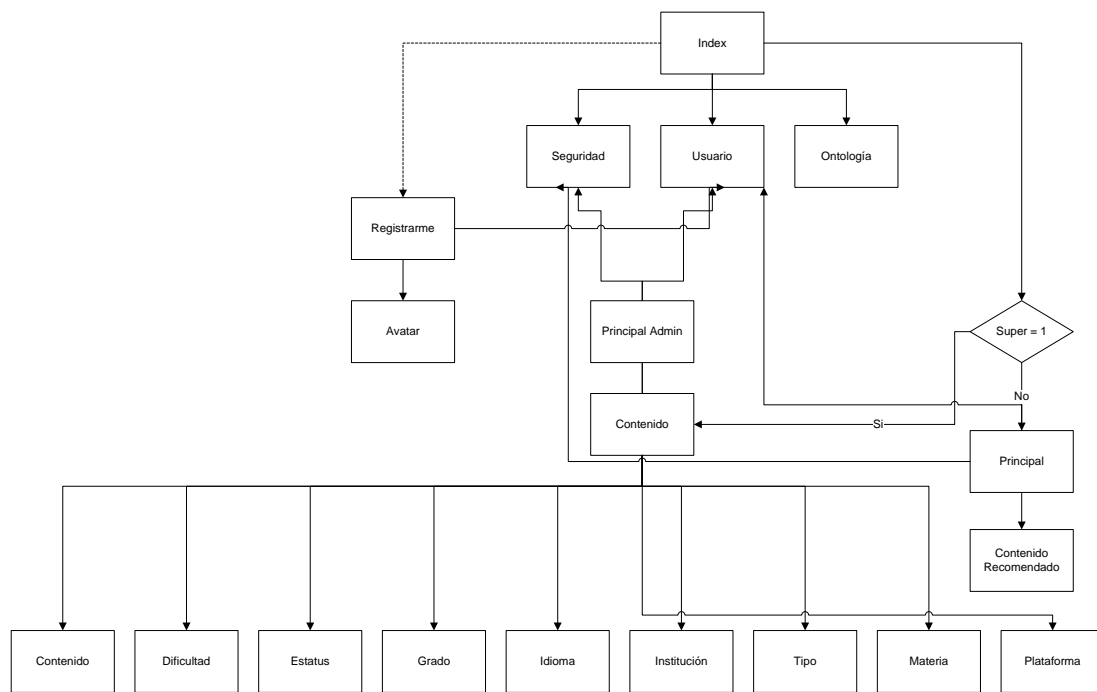 Index
Seguridad
Usuario
Ontología
Registrarme
Avatar
Principal Admin
Super = 1
No
Contenido
Si
Principal
Contenido
Recomendado
Contenido
Dificultad
Estatus
Grado
Idioma
Institución
Tipo
Materia
Plataforma